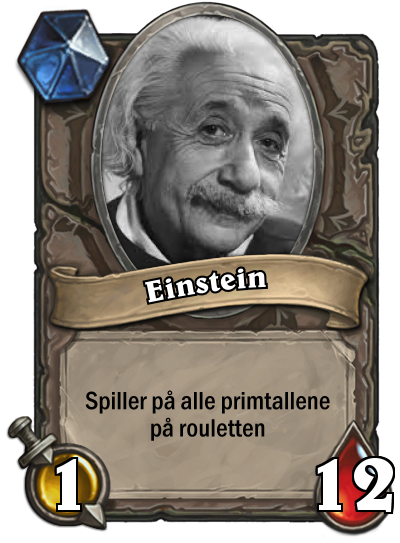 Einstein
Spiller på alle primtallene
på rouletten
1
12